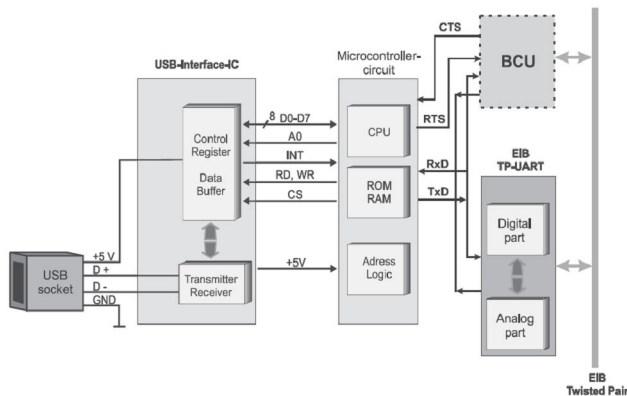 CTS
BCU
Microcontroller-
circuit
USB-Interface-IC
8 D0-D7
Control
Register
Data
Buffer
A0
INT
RD, WR
CS
CPU
RTS
ROM
RAM
RxD
TxD
EIB
TP-UART
Digital
part
Analog
part
+5V
Adress
Logic
Transmitter
Receiver
USB
socket
+5 V
D +
D -
GND
EIB
Twisted Pair